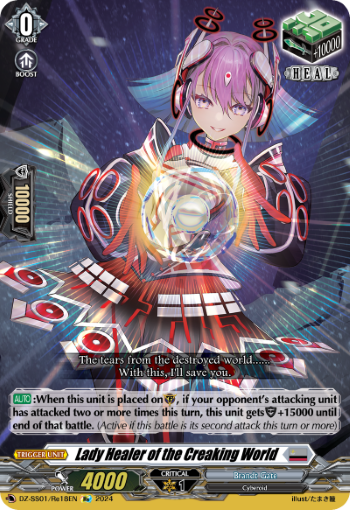 0
GRADE
BOOST
+10000
HEAL
10000
SHIELD
The tears from the destroyed world......
With this, I'll save you.
AUTO :When this unit is placed on , if your opponent's attacking unit
has attacked two or more times this turn, this unit gets +15000 until
end of that battle. (Active if this battle is its second attack this turn or more)
TRIGGER UNIT
Lady Healer of the Creaking World
POWER 4000
CRITICAL
1
Brandt Gate
Cyberoid
DZ-SS01/Re18EN 2024
illust/たまき藍